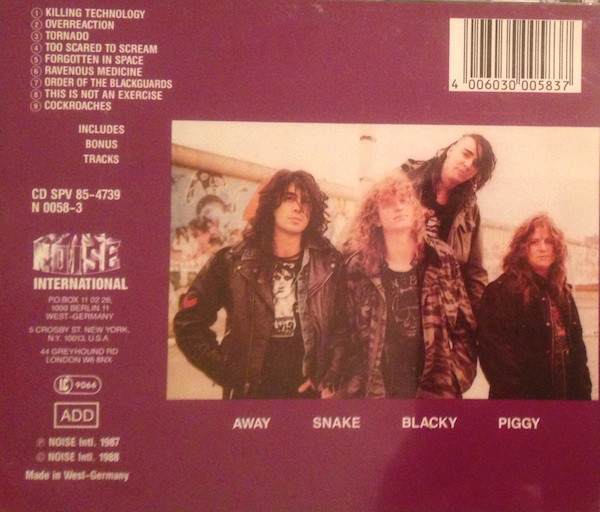 ① KILLING TECHNOLOGY
② OVERREACTION
③ TORNADO
④ TOO SCARED TO SCREAM
⑤ FORGOTTEN IN SPACE
⑥ RAVENOUS MEDICINE
⑦ ORDER OF THE BLACKGUARDS
⑧ THIS IS NOT AN EXERCISE
⑨ COCKROACHES
4 006030 005837
INCLUDES
BONUS
TRACKS
CD SPV 85-4739
N 0058-3
NOISE
INTERNATIONAL
P.O.BOX 11 02 26,
1000 BERLIN 11
WEST-GERMANY
5 CROSBY ST. NEW YORK,
N.Y. 10013, U.S.A
44 GREYHOUND RD
LONDON W6 8NX
LC 9066
ADD
℗ NOISE Intl. 1987
© NOISE Intl. 1988
Made in West-Germany
AWAY SNAKE BLACKY PIGGY